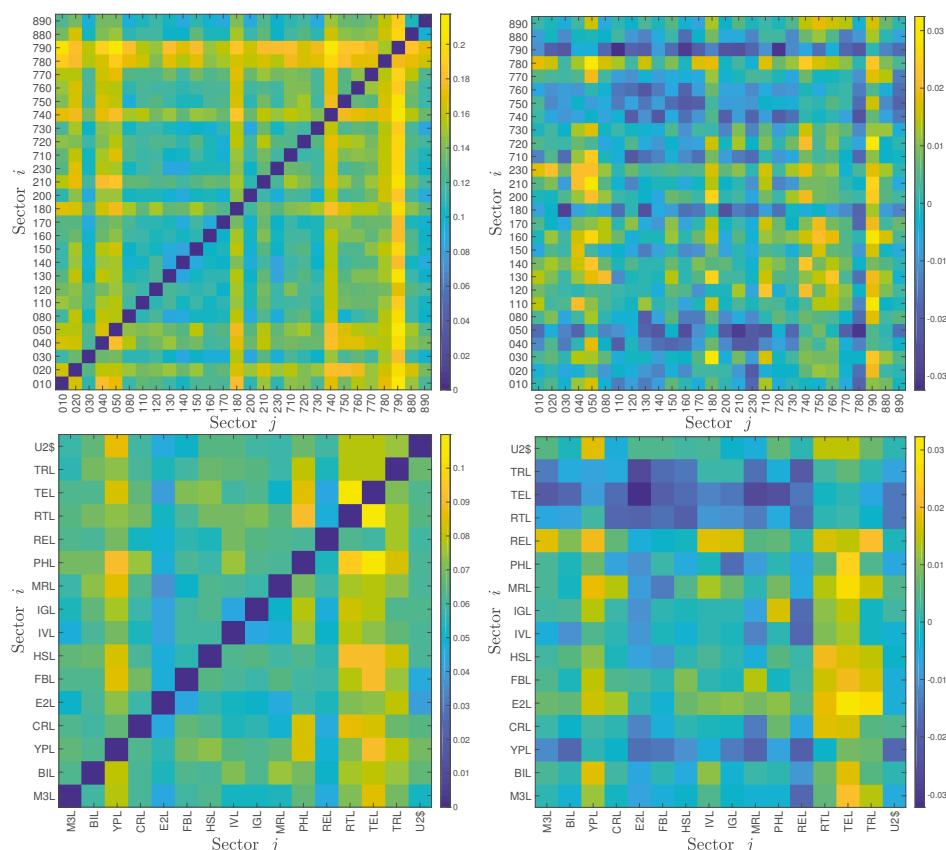 890
880
790
780
770
760
750
740
730
720
710
230
210
200
180
170
160
150
140
130
120
110
080
050
040
030
020
010
Sector i
010 020 030 040 050 080 110 120 130 140 150 160 170 180 200 210 230 710 720 730 740 750 760 770 780 790 880 890
Sector j
0.2
0.18
0.16
0.14
0.12
0.1
0.08
0.06
0.04
0.02
0
890
880
790
780
770
760
750
740
730
720
710
230
210
200
180
170
160
150
140
130
120
110
080
050
040
030
020
010
Sector i
010 020 030 040 050 080 110 120 130 140 150 160 170 180 200 210 230 710 720 730 740 750 760 770 780 790 880 890
Sector j
0.03
0.02
0.01
0
-0.01
-0.02
-0.03
U2$
TRL
TEL
RTL
REL
PHL
MRL
IGL
IVL
HSL
FBL
E2L
CRL
YPL
BIL
M3L
Sector i
M3L BIL YPL CRL E2L FBL HSL IVL IGL MRL PHL REL RTL TEL TRL U2$
Sector j
0.1
0.09
0.08
0.07
0.06
0.05
0.04
0.03
0.02
0.01
0
U2$
TRL
TEL
RTL
REL
PHL
MRL
IGL
IVL
HSL
FBL
E2L
CRL
YPL
BIL
M3L
Sector i
M3L BIL YPL CRL E2L FBL HSL IVL IGL MRL PHL REL RTL TEL TRL U2$
Sector j
0.03
0.02
0.01
0
-0.01
-0.02
-0.03